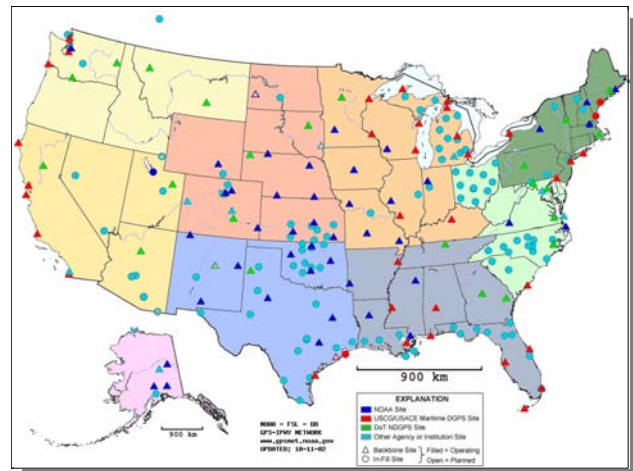 900 km
EXPLANATION
NOAA Site
USCG/USACE Maritime DGPS Site
DoT NDGPS Site
Other Agency or Institution Site
Backbone Site
In-Fill Site
Filled = Operating
Open = Planned
900 km
NOAA - FSL - DD
GPS-IPWV NETWORK
www.gpsmet.noaa.gov
UPDATED: 10-11-02